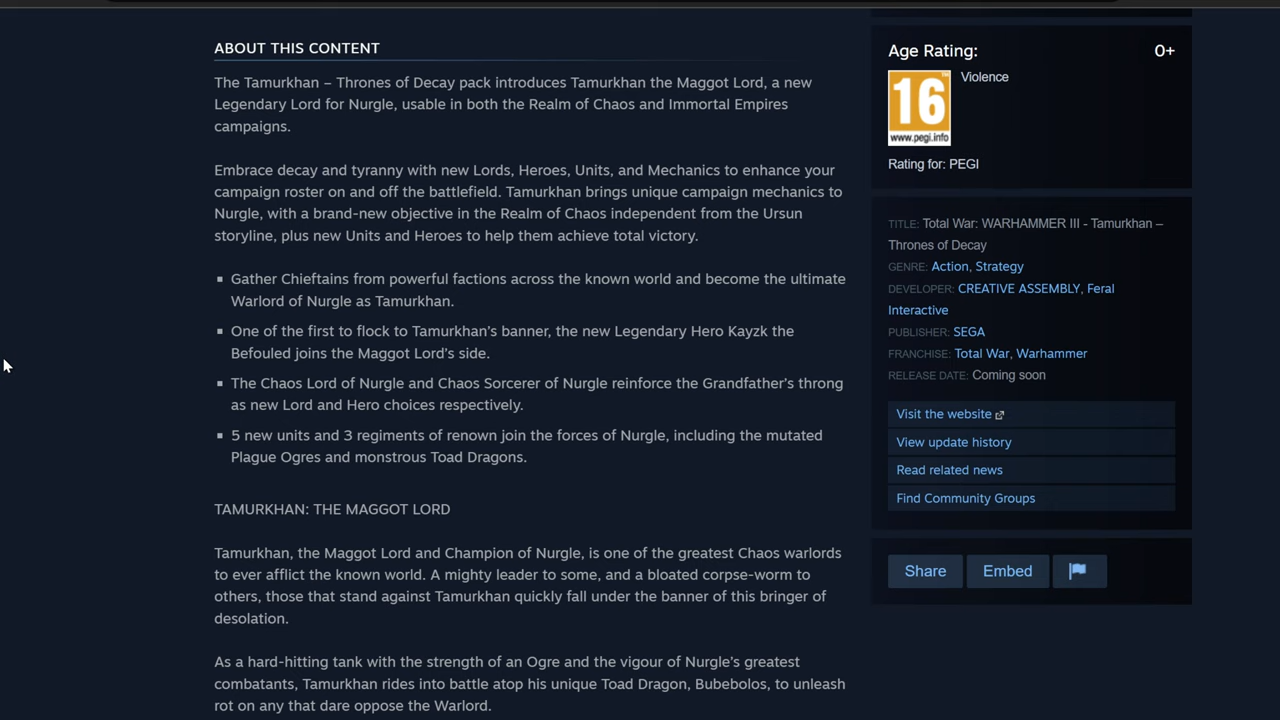 ABOUT THIS CONTENT
The Tamurkhan – Thrones of Decay pack introduces Tamurkhan the Maggot Lord, a new
Legendary Lord for Nurgle, usable in both the Realm of Chaos and Immortal Empires
campaigns.
Embrace decay and tyranny with new Lords, Heroes, Units, and Mechanics to enhance your
campaign roster on and off the battlefield. Tamurkhan brings unique campaign mechanics to
Nurgle, with a brand-new objective in the Realm of Chaos independent from the Ursun
storyline, plus new Units and Heroes to help them achieve total victory.
▪ Gather Chieftains from powerful factions across the known world and become the ultimate
Warlord of Nurgle as Tamurkhan.
▪ One of the first to flock to Tamurkhan’s banner, the new Legendary Hero Kayzk the
Befouled joins the Maggot Lord’s side.
▪ The Chaos Lord of Nurgle and Chaos Sorcerer of Nurgle reinforce the Grandfather’s throng
as new Lord and Hero choices respectively.
▪ 5 new units and 3 regiments of renown join the forces of Nurgle, including the mutated
Plague Ogres and monstrous Toad Dragons.
TAMURKHAN: THE MAGGOT LORD
Tamurkhan, the Maggot Lord and Champion of Nurgle, is one of the greatest Chaos warlords
to ever afflict the known world. A mighty leader to some, and a bloated corpse-worm to
others, those that stand against Tamurkhan quickly fall under the banner of this bringer of
desolation.
As a hard-hitting tank with the strength of an Ogre and the vigour of Nurgle’s greatest
combatants, Tamurkhan rides into battle atop his unique Toad Dragon, Bubebolos, to unleash
rot on any that dare oppose the Warlord.
Age Rating: 0+
16
www.pegi.info
Violence
Rating for: PEGI
TITLE: Total War: WARHAMMER III - Tamurkhan –
Thrones of Decay
GENRE: Action, Strategy
DEVELOPER: CREATIVE ASSEMBLY, Feral
Interactive
PUBLISHER: SEGA
FRANCHISE: Total War, Warhammer
RELEASE DATE: Coming soon
Visit the website
View update history
Read related news
Find Community Groups
Share
Embed